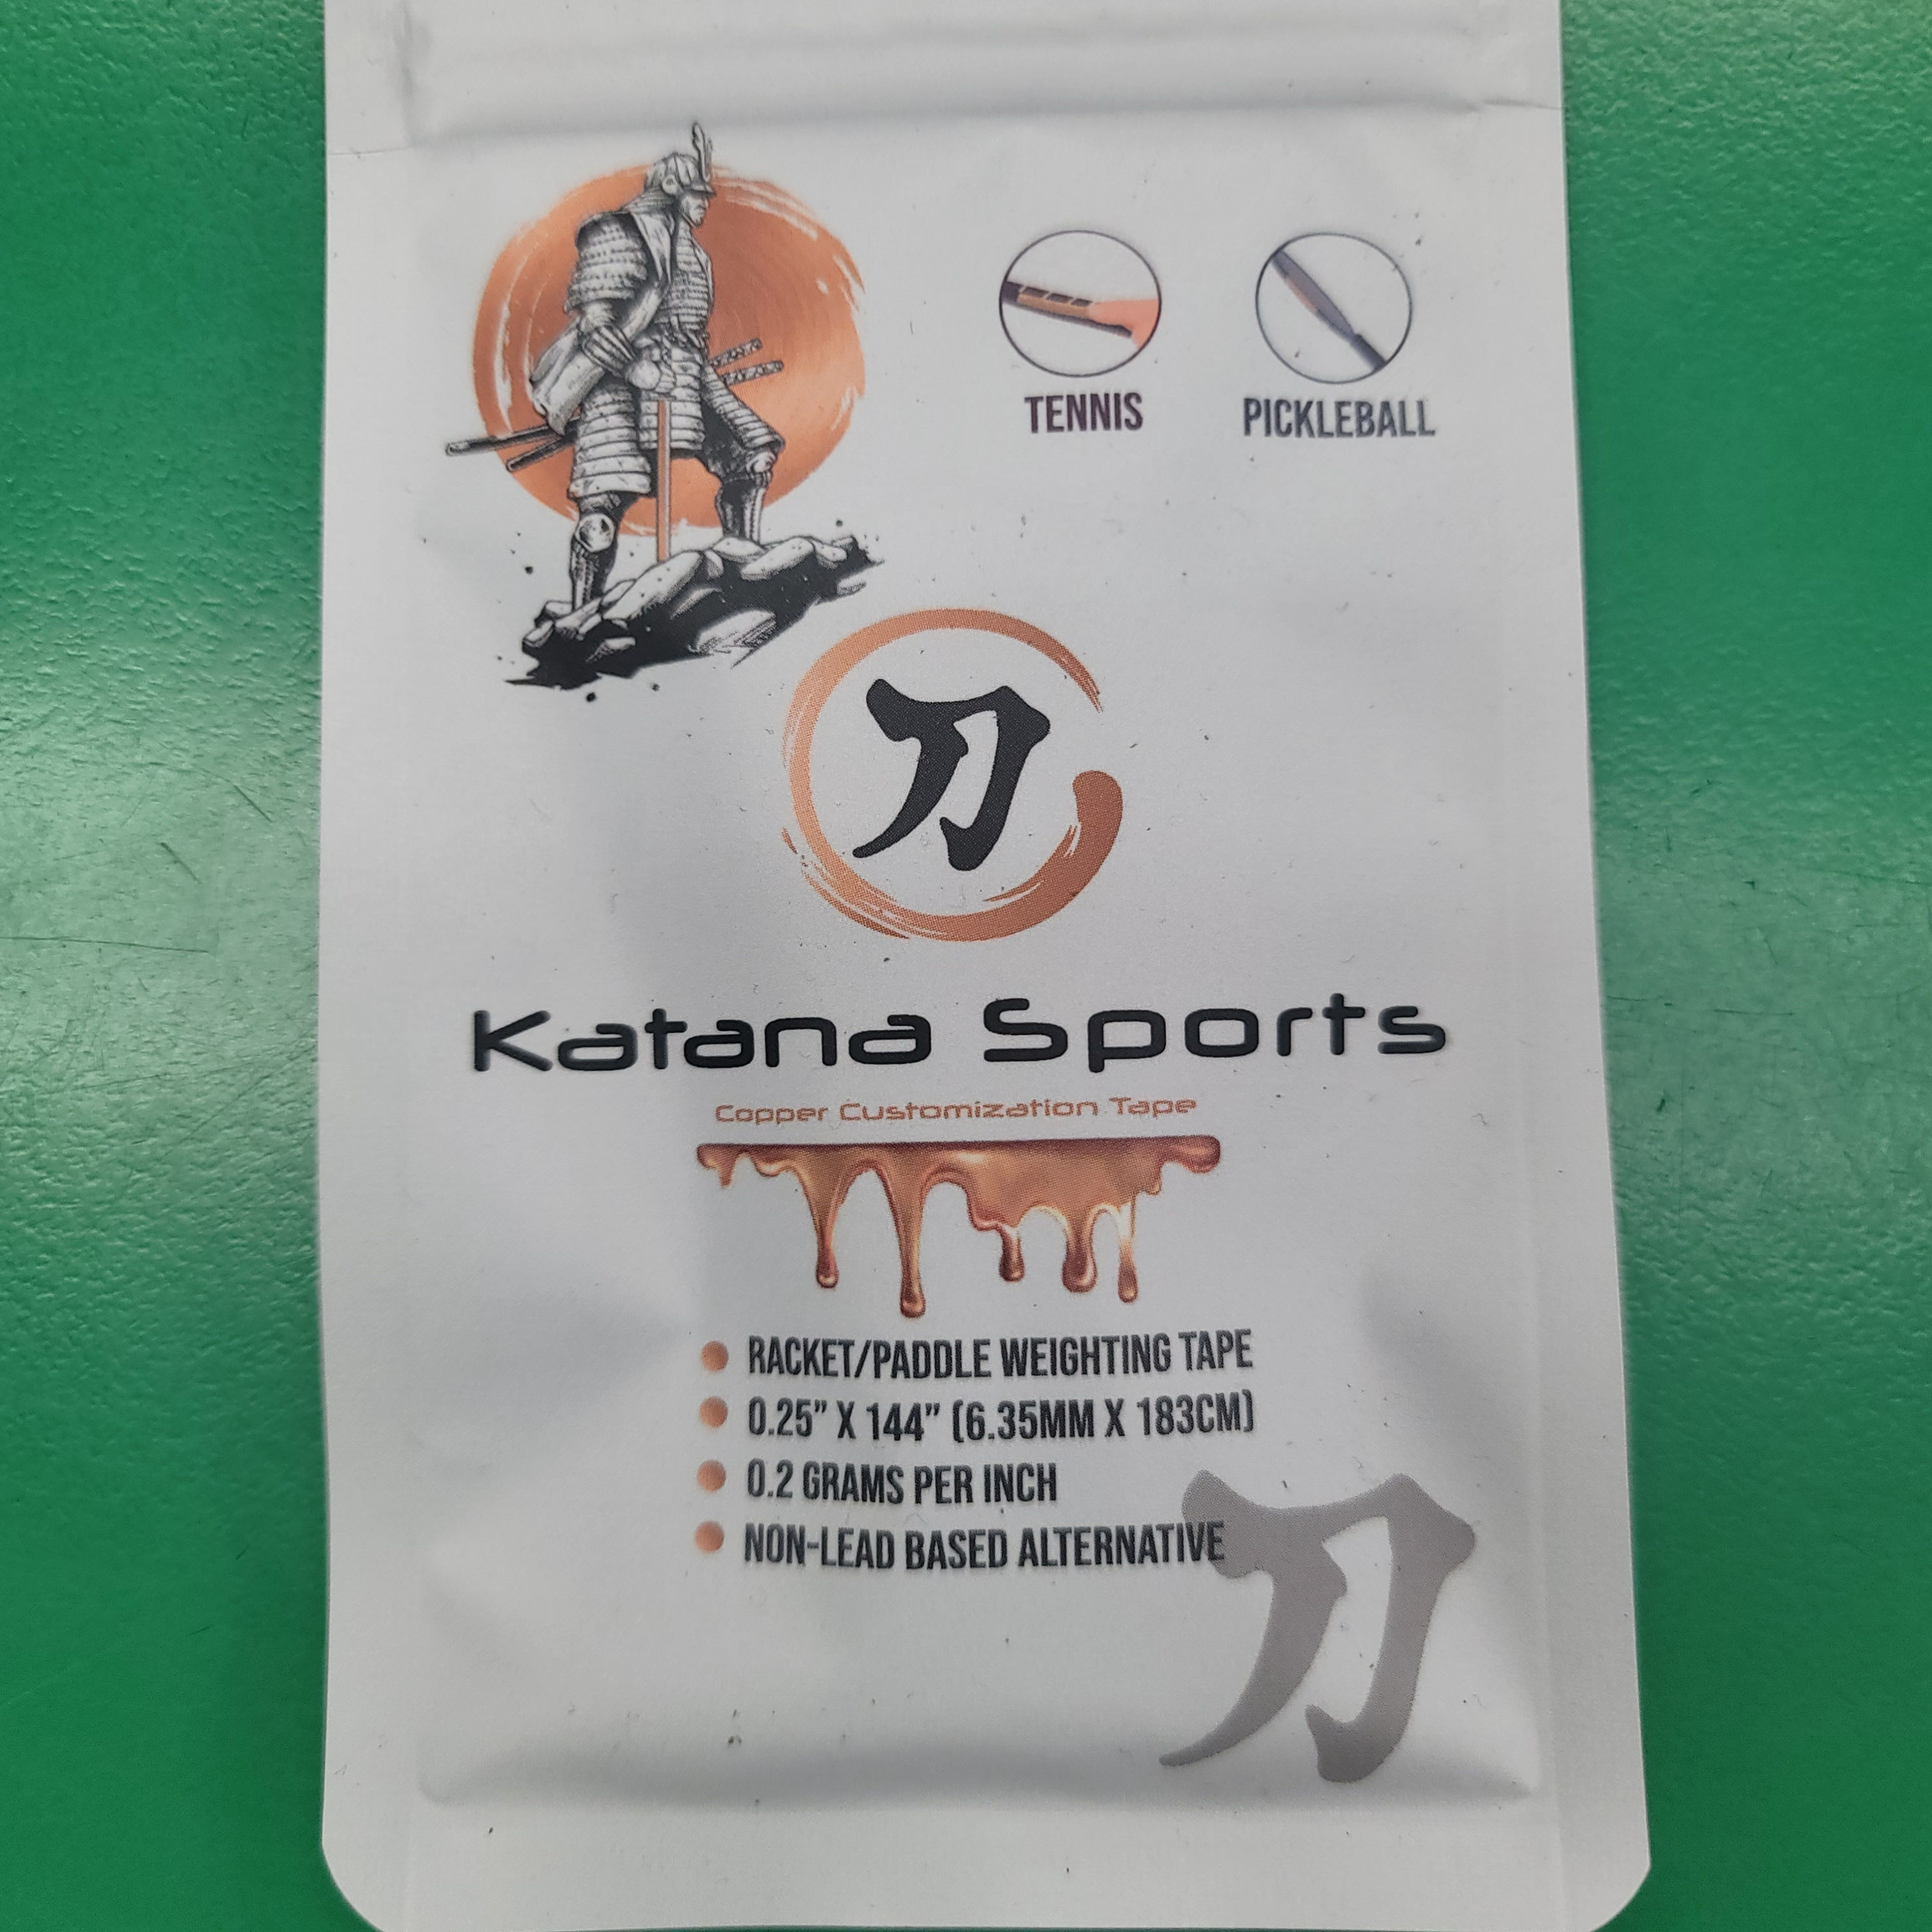 TENNIS
PICKLEBALL
刀
Katana Sports
Copper Customization Tape
RACKET/PADDLE WEIGHTING TAPE
0.25” X 144” (6.35MM X 183CM)
0.2 GRAMS PER INCH
NON-LEAD BASED ALTERNATIVE
刀